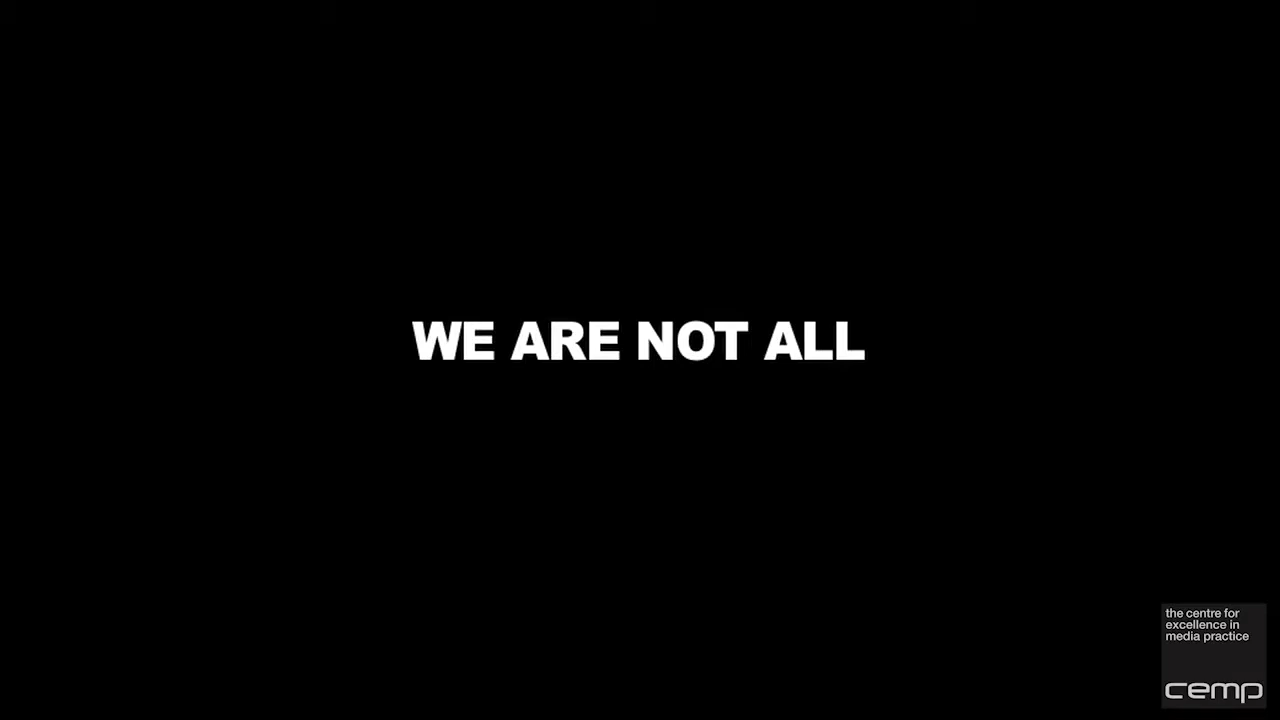 WE ARE NOT ALL
the centre for
excellence in
media practice
cemp